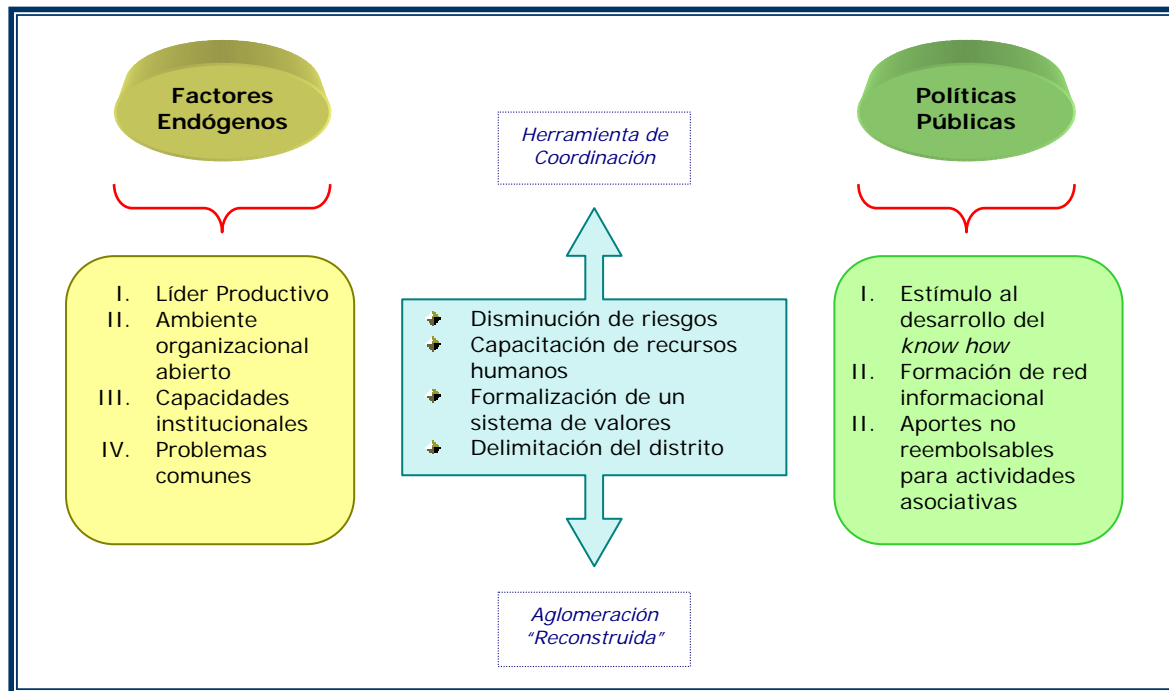 Factores
Endógenos
I. Líder Productivo
II. Ambiente
organizacional
abierto
III. Capacidades
institucionales
IV. Problemas
comunes
Herramienta de
Coordinación
Disminución de riesgos
Capacitación de recursos
humanos
Formalización de un
sistema de valores
Delimitación del distrito
Aglomeración
“Reconstruida”
Políticas
Públicas
I. Estímulo al
desarrollo del
know how
II. Formación de red
informacional
II. Aportes no
reembolsables
para actividades
asociativas